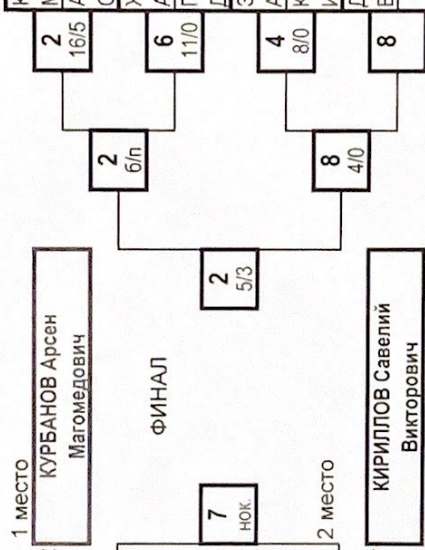 2
16/5
6
11/0
4
8/0
8
2
б/п
8
4/0
2
5/3
1 место
КУРБАНОВ Арсен
Магомедович
ФИНАЛ
7
нок.
2 место
КИРИЛЛОВ Савелий
Викторович